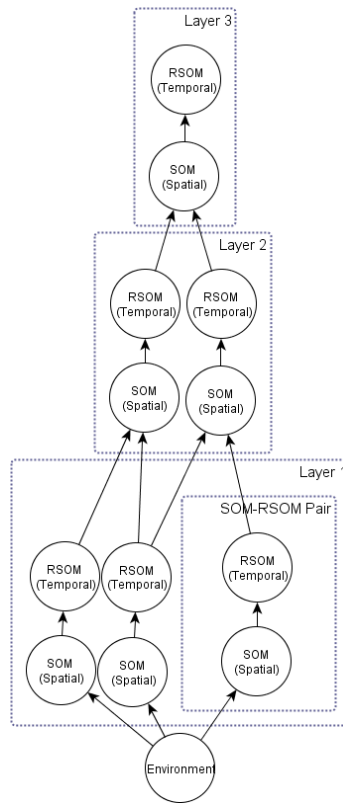 Layer 3
RSOM
(Temporal)
SOM
(Spatial)
Layer 2
RSOM
(Temporal)
RSOM
(Temporal)
SOM
(Spatial)
SOM
(Spatial)
Layer 1
SOM-RSOM Pair
RSOM
(Temporal)
RSOM
(Temporal)
RSOM
(Temporal)
SOM
(Spatial)
SOM
(Spatial)
SOM
(Spatial)
Environment